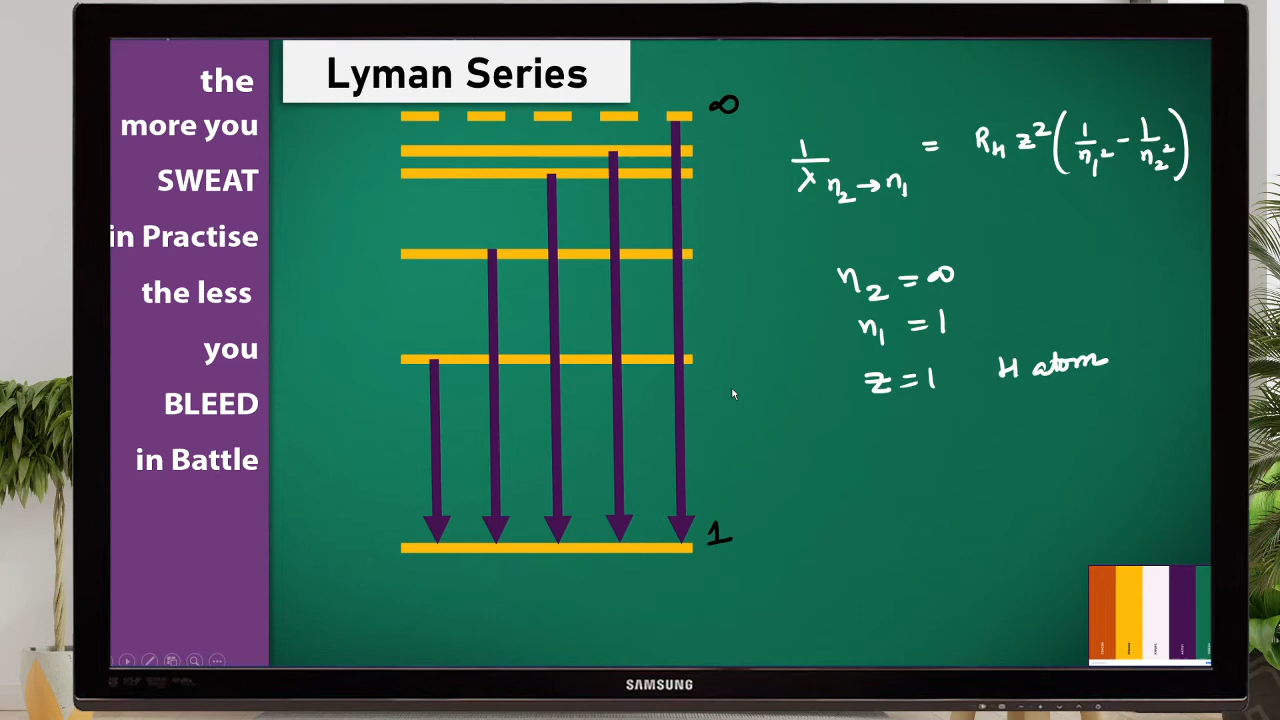 the
more you
SWEAT
in Practise
the less
you
BLEED
in Battle
Lyman Series
∞
1
1/λ n₂→n₁ = R_H z² (1/n₁² - 1/n₂²)
n₂ = ∞
n₁ = 1
z = 1 H atom
SAMSUNG